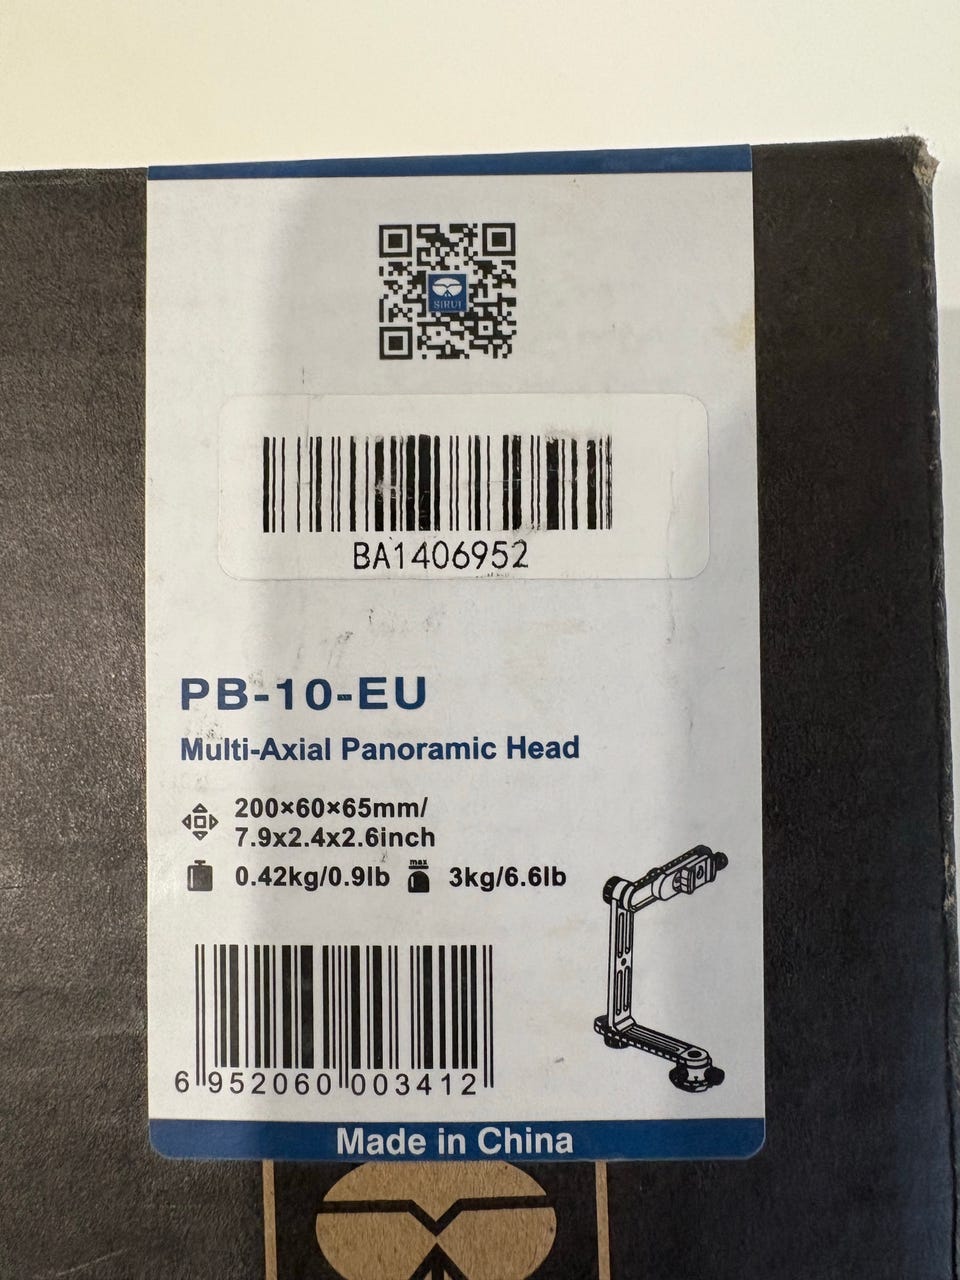 SIRUI
BA1406952
PB-10-EU
Multi-Axial Panoramic Head
200×60×65mm/
7.9x2.4x2.6inch
0.42kg/0.9lb max 3kg/6.6lb
6 952060 003412
Made in China